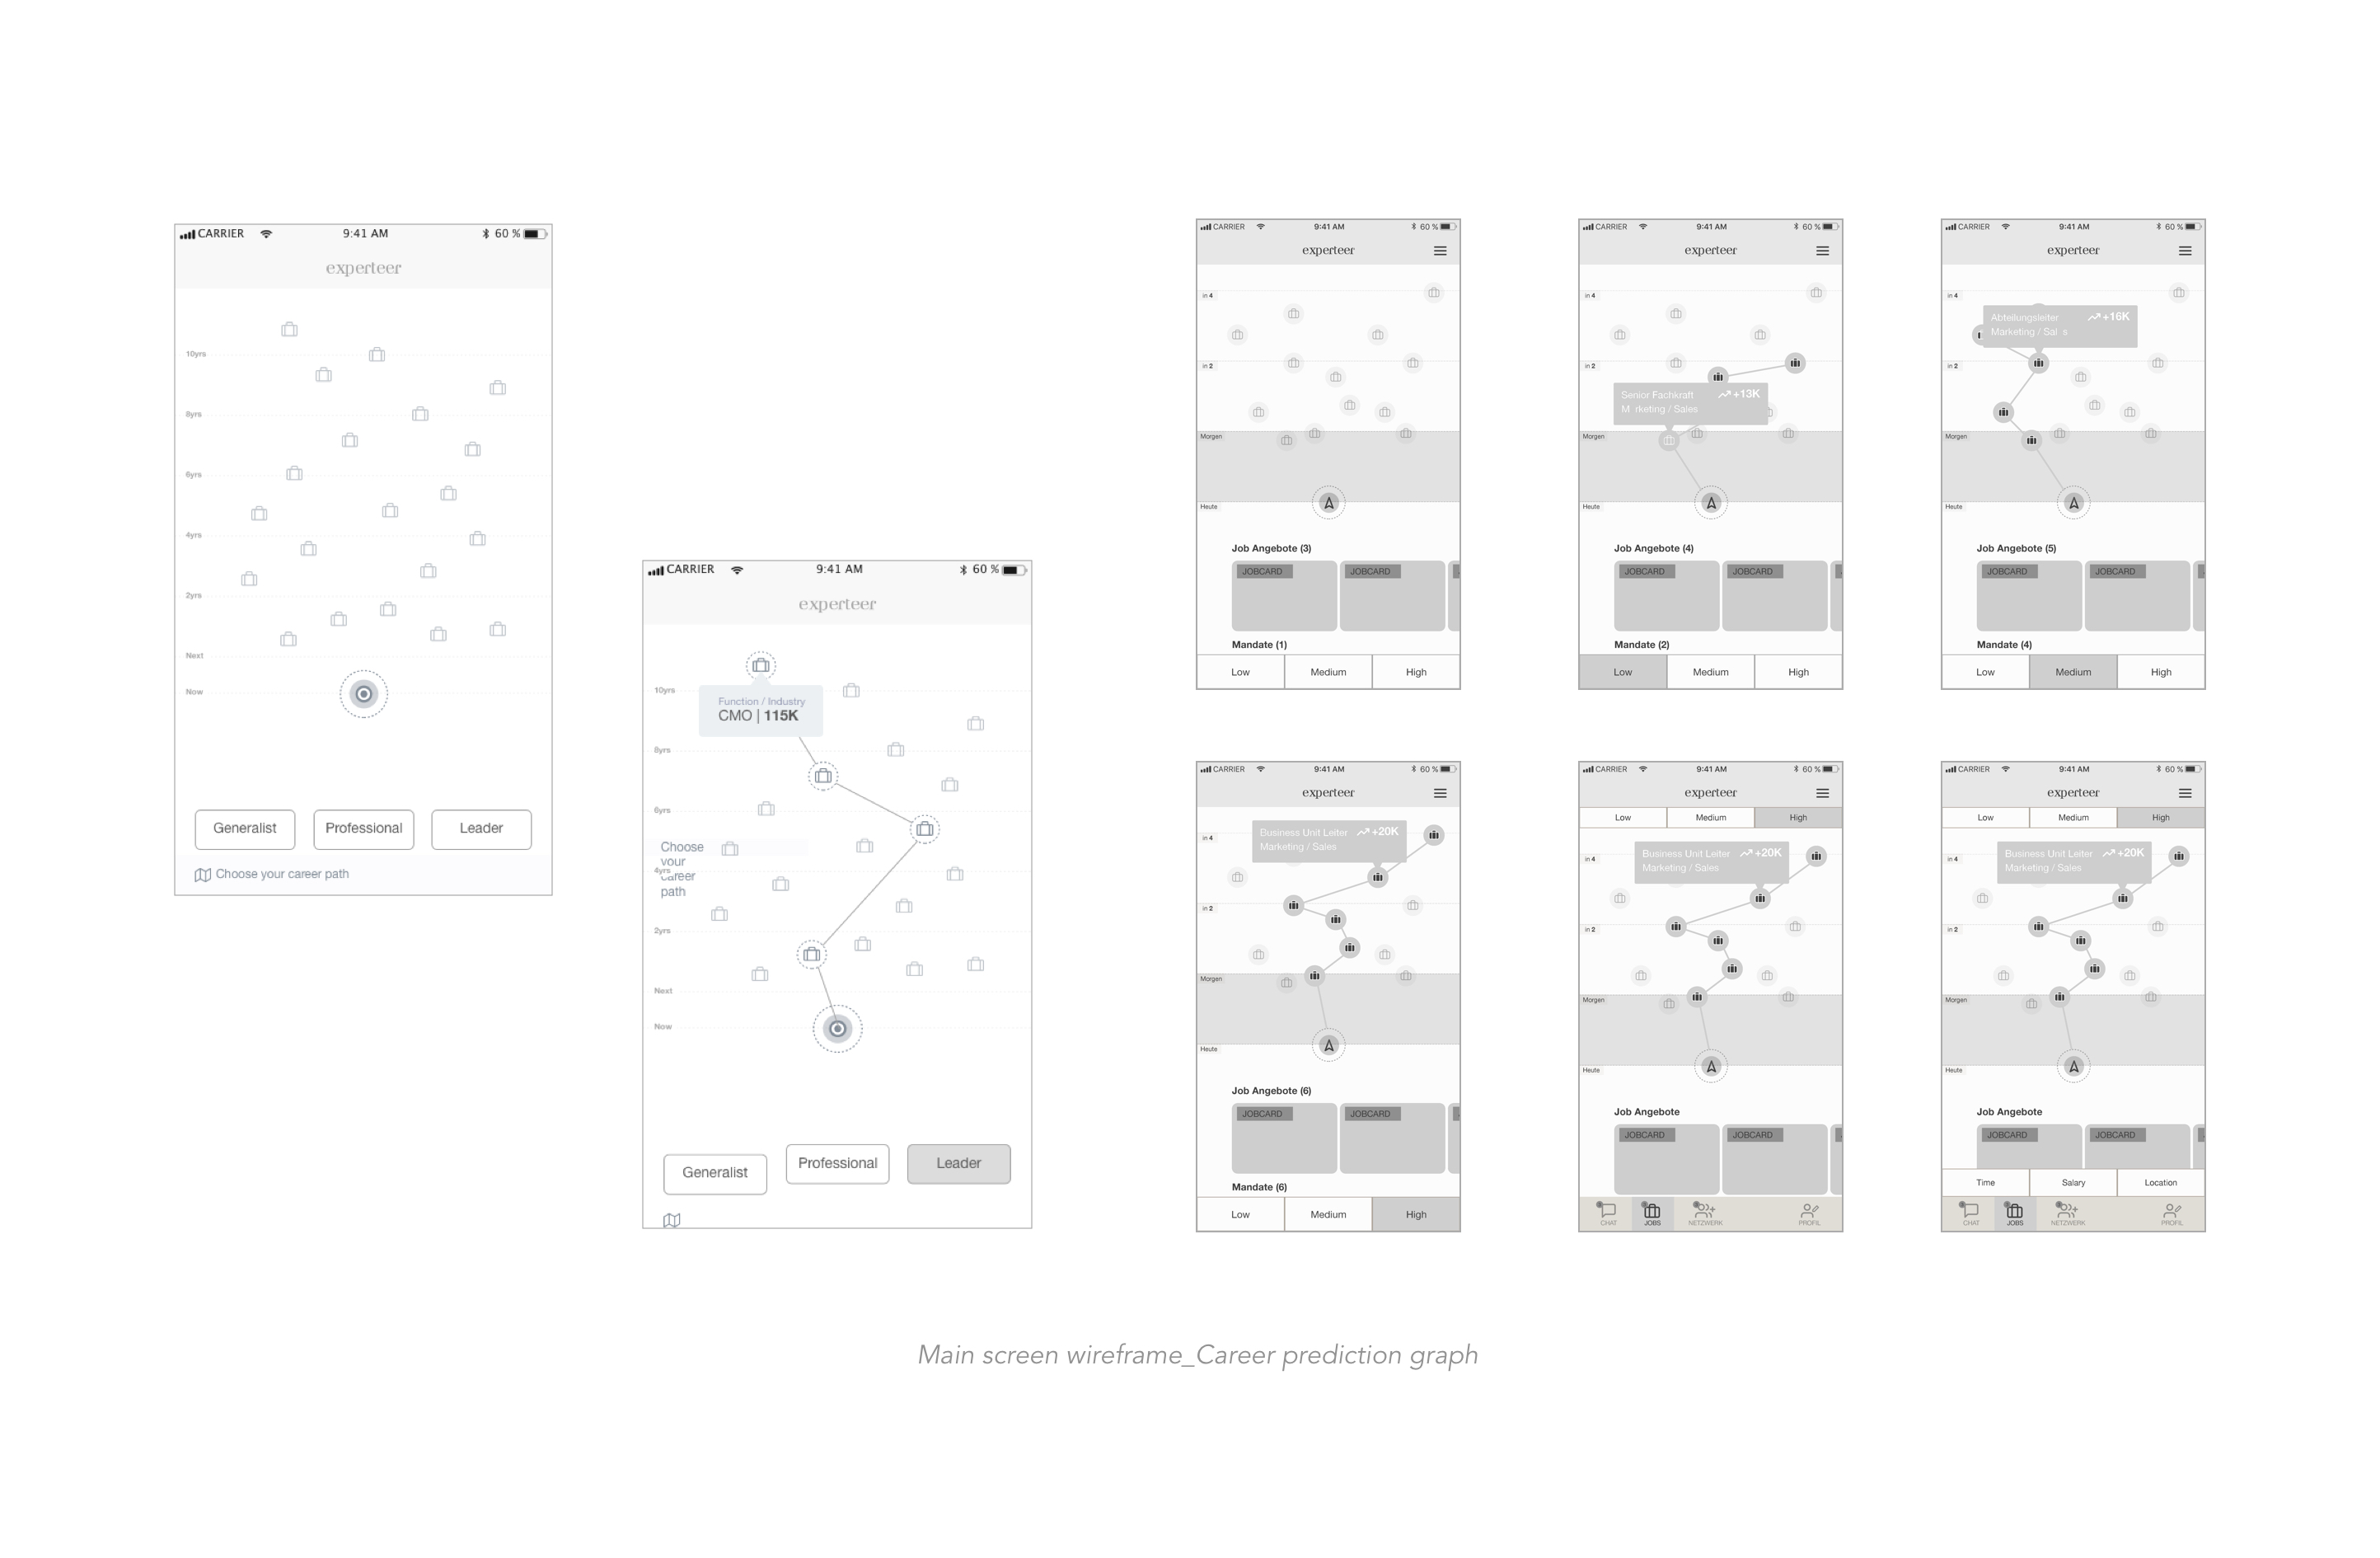 CARRIER 9:41 AM 60 %
experteer
10yrs
8yrs
6yrs
4yrs
2yrs
Next
Now
Generalist Professional Leader
Choose your career path
CARRIER 9:41 AM 60 %
experteer
10yrs
Function / Industry
CMO | 115K
8yrs
6yrs
Choose
your
4yrs
career
path
2yrs
Next
Now
Generalist Professional Leader
CARRIER 9:41 AM 60 %
experteer
in 4
in 2
Morgen
Heute
Job Angebote (3)
JOBCARD JOBCARD
Mandate (1)
Low Medium High
CARRIER 9:41 AM 60 %
experteer
in 4
in 2
Senior Fachkraft +13K
M rketing / Sales
Morgen
Heute
Job Angebote (4)
JOBCARD JOBCARD
Mandate (2)
Low Medium High
CARRIER 9:41 AM 60 %
experteer
in 4
Abteilungsleiter +16K
Marketing / Sal s
in 2
Morgen
Heute
Job Angebote (5)
JOBCARD JOBCARD
Mandate (4)
Low Medium High
CARRIER 9:41 AM 60 %
experteer
Business Unit Leiter +20K
in 4
Marketing / Sales
in 2
Morgen
Heute
Job Angebote (6)
JOBCARD JOBCARD
Mandate (6)
Low Medium High
CARRIER 9:41 AM 60 %
experteer
Low Medium High
Business Unit Leiter +20K
in 4
Marketing / Sales
in 2
Morgen
Heute
Job Angebote
JOBCARD JOBCARD
CHAT JOBS NETZWERK PROFIL
CARRIER 9:41 AM 60 %
experteer
Low Medium High
Business Unit Leiter +20K
in 4
Marketing / Sales
in 2
Morgen
Heute
Job Angebote
JOBCARD JOBCARD
Time Salary Location
CHAT JOBS NETZWERK PROFIL
Main screen wireframe_Career prediction graph